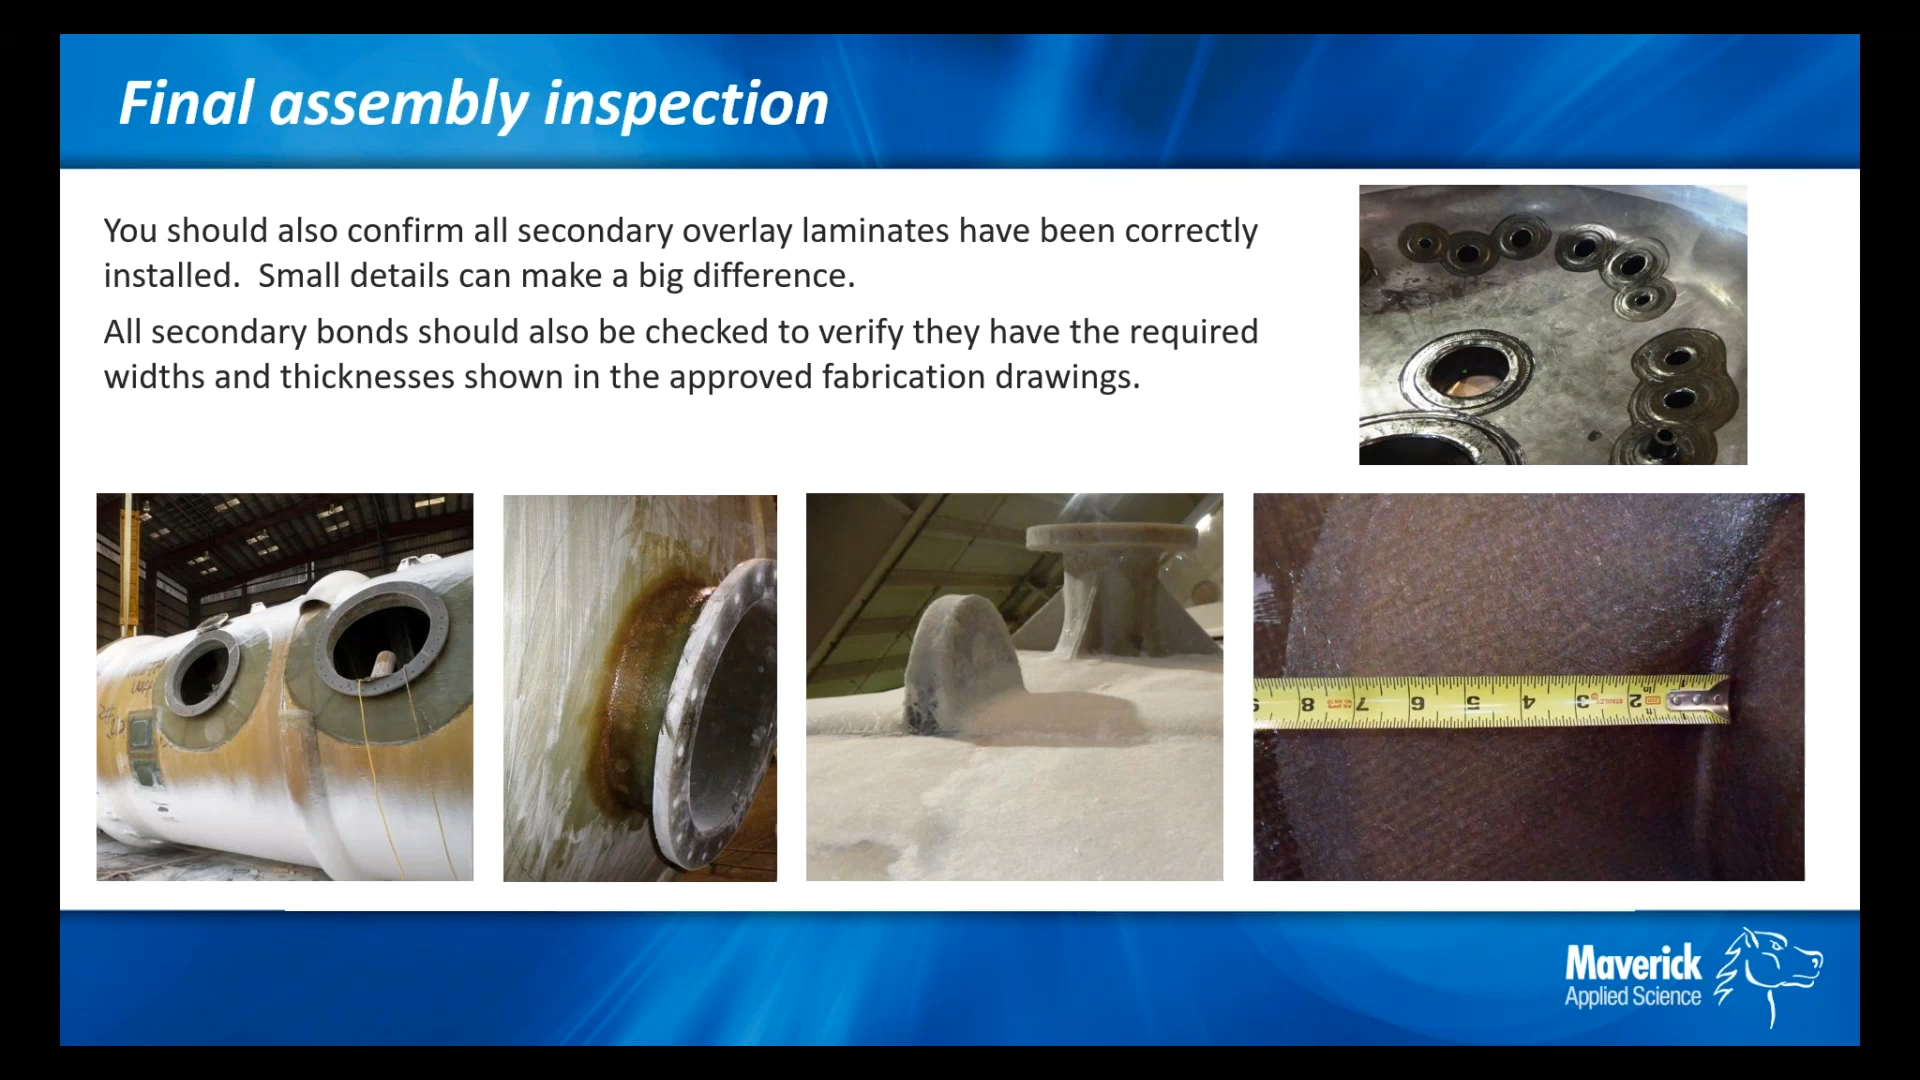 Final assembly inspection
You should also confirm all secondary overlay laminates have been correctly
installed.  Small details can make a big difference.
All secondary bonds should also be checked to verify they have the required
widths and thicknesses shown in the approved fabrication drawings.
8 7 6 5 4 3 STANLEY 2
Maverick
Applied Science